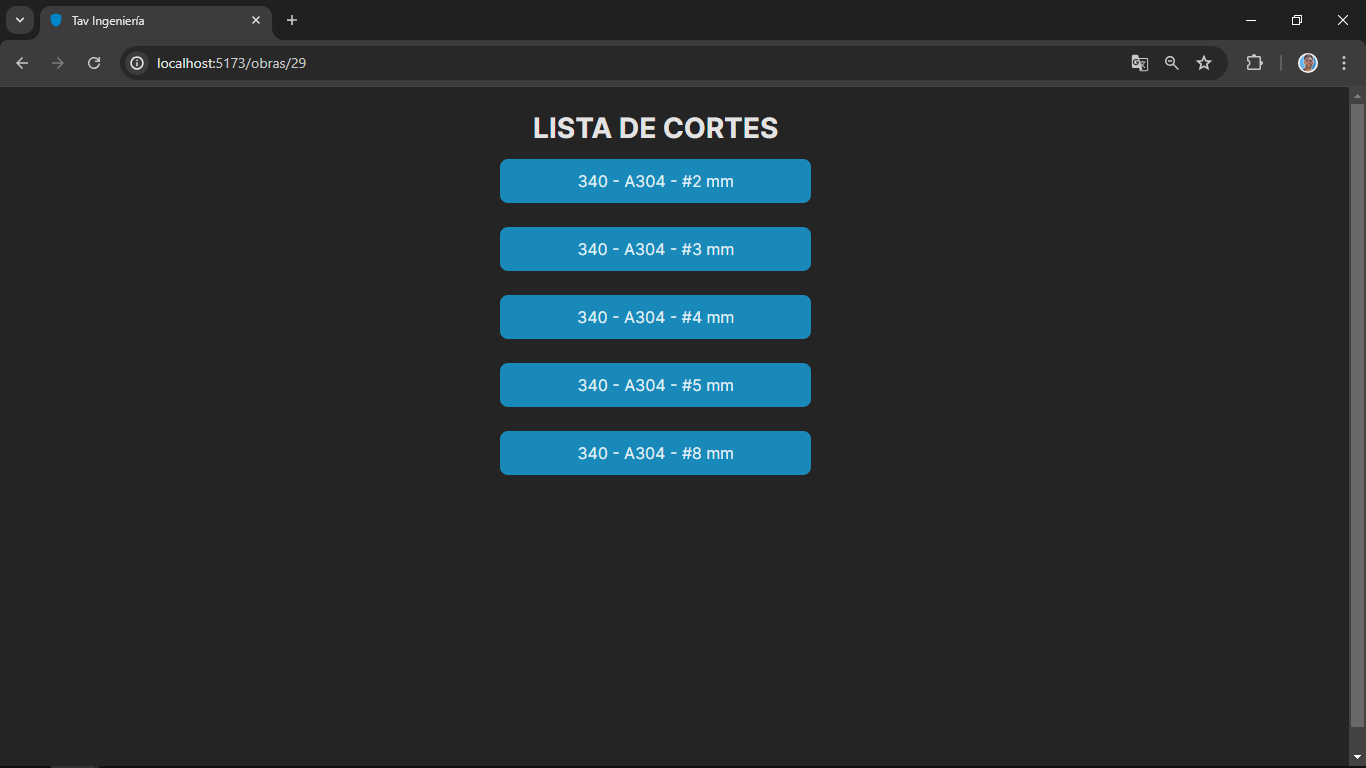 Tav Ingeniería
localhost:5173/obras/29
LISTA DE CORTES
340 - A304 - #2 mm
340 - A304 - #3 mm
340 - A304 - #4 mm
340 - A304 - #5 mm
340 - A304 - #8 mm